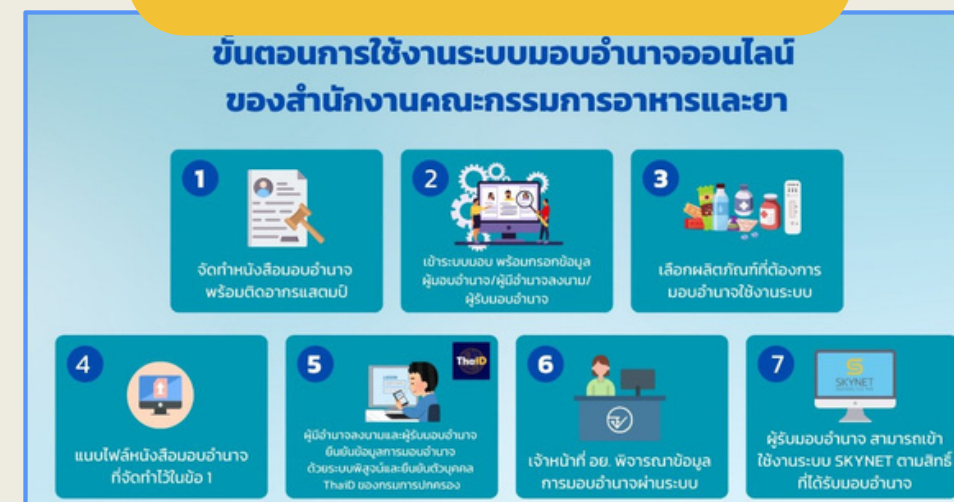 ขั้นตอนการใช้งานระบบมอบอำนาจออนไลน์
ของสำนักงานคณะกรรมการอาหารและยา
1
จัดทำหนังสือมอบอำนาจ
พร้อมติดอากรแสตมป์
2
เข้าระบบมอบ พร้อมกรอกข้อมูล
ผู้มอบอำนาจ/ผู้มีอำนาจลงนาม/
ผู้รับมอบอำนาจ
3
เลือกผลิตภัณฑ์ที่ต้องการ
มอบอำนาจใช้งานระบบ
4
แนบไฟล์หนังสือมอบอำนาจ
ที่จัดทำไว้ในข้อ 1
5
ThaID
ผู้มีอำนาจลงนามและผู้รับมอบอำนาจ
ยืนยันข้อมูลการมอบอำนาจ
ด้วยระบบพิสูจน์และยืนยันตัวบุคคล
ThaID ของกรมการปกครอง
6
เจ้าหน้าที่ อย. พิจารณาข้อมูล
การมอบอำนาจผ่านระบบ
7
SKYNET
ผู้รับมอบอำนาจ สามารถเข้า
ใช้งานระบบ SKYNET ตามสิทธิ์
ที่ได้รับมอบอำนาจ